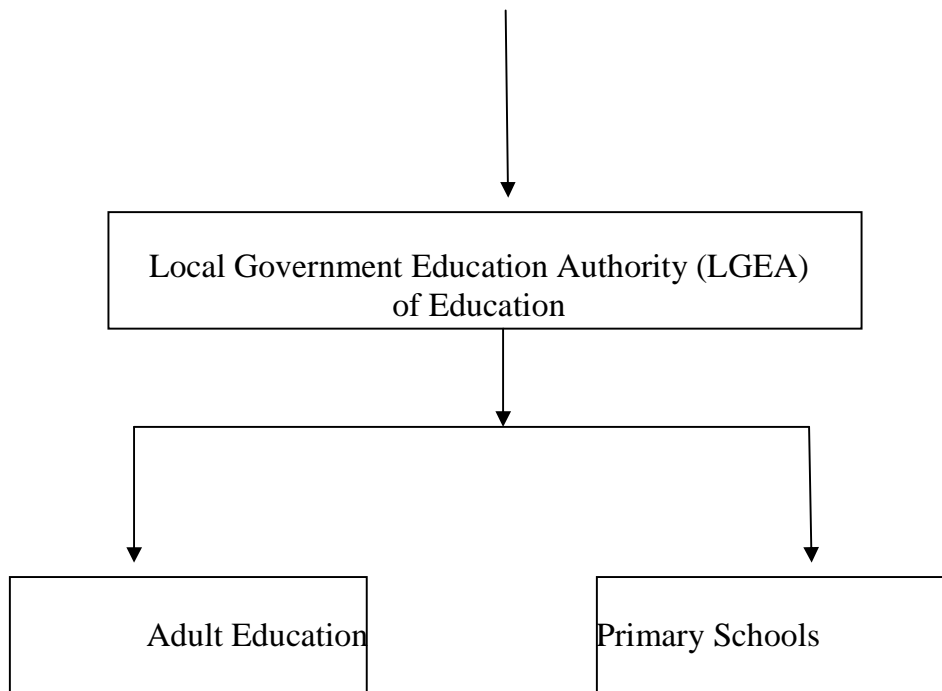 Local Government Education Authority (LGEA)
of Education
Adult Education
Primary Schools